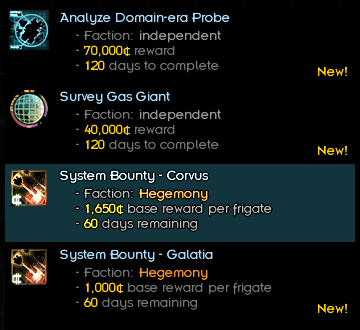 Analyze Domain-era Probe
- Faction: independent
- 70,000¢ reward
- 120 days to complete
New!
Survey Gas Giant
- Faction: independent
- 40,000¢ reward
- 120 days to complete
New!
System Bounty - Corvus
- Faction: Hegemony
- 1,650¢ base reward per frigate
- 60 days remaining
System Bounty - Galatia
- Faction: Hegemony
- 1,000¢ base reward per frigate
- 60 days remaining
New!